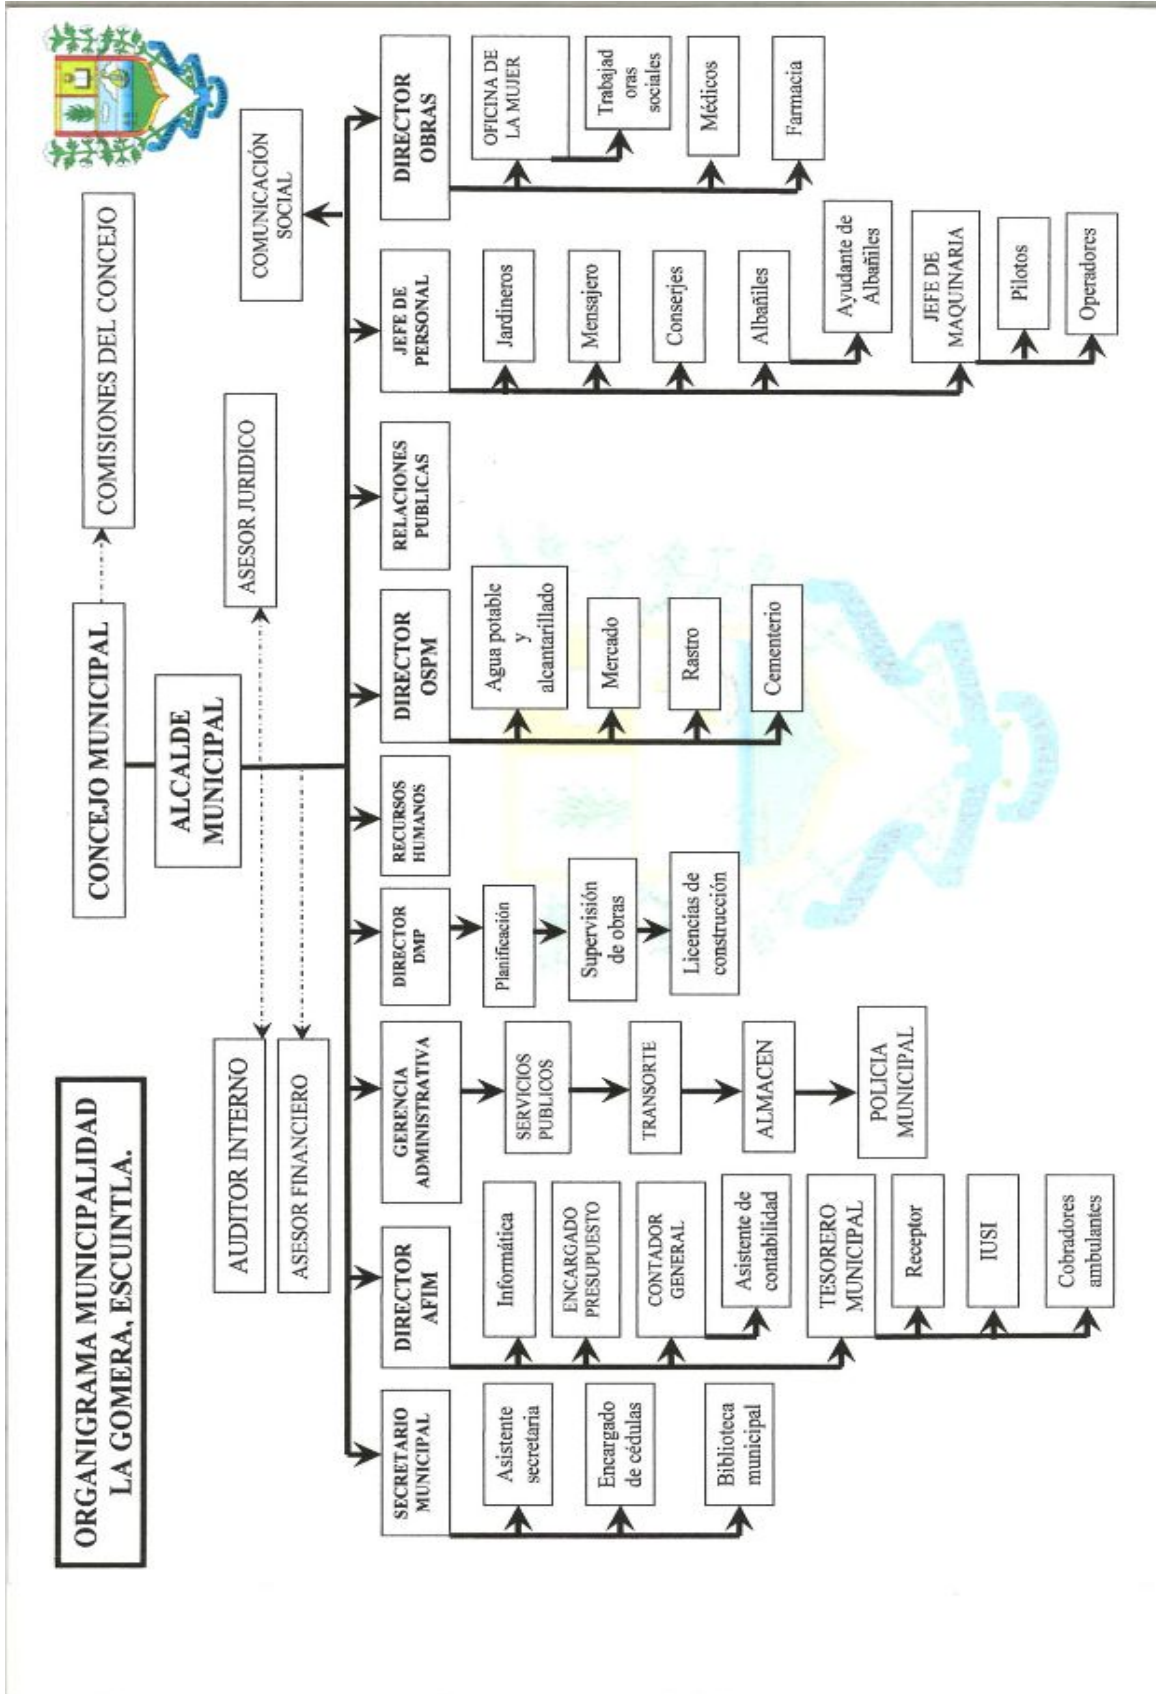 ORGANIGRAMA MUNICIPALIDAD
LA GOMERA, ESCUINTLA.
CONCEJO MUNICIPAL
COMISIONES DEL CONCEJO
ALCALDE
MUNICIPAL
AUDITOR INTERNO
ASESOR JURIDICO
ASESOR FINANCIERO
COMUNICACIÓN
SOCIAL
SECRETARIO
MUNICIPAL
Asistente
secretaria
Encargado
de cédulas
Biblioteca
municipal
DIRECTOR
AFIM
Informática
ENCARGADO
PRESUPUESTO
CONTADOR
GENERAL
Asistente de
contabilidad
TESORERO
MUNICIPAL
Receptor
IUSI
Cobradores
ambulantes
GERENCIA
ADMINISTRATIVA
SERVICIOS
PUBLICOS
TRANSORTE
ALMACEN
POLICIA
MUNICIPAL
DIRECTOR
DMP
Planificación
Supervisión
de obras
Licencias de
construcción
RECURSOS
HUMANOS
DIRECTOR
OSPM
Agua potable
y
alcantarillado
Mercado
Rastro
Cementerio
RELACIONES
PUBLICAS
JEFE DE
PERSONAL
Jardineros
Mensajero
Conserjes
Albañiles
Ayudante de
Albañiles
JEFE DE
MAQUINARIA
Pilotos
Operadores
DIRECTOR
OBRAS
OFICINA DE
LA MUJER
Trabajad
oras
sociales
Médicos
Farmacia